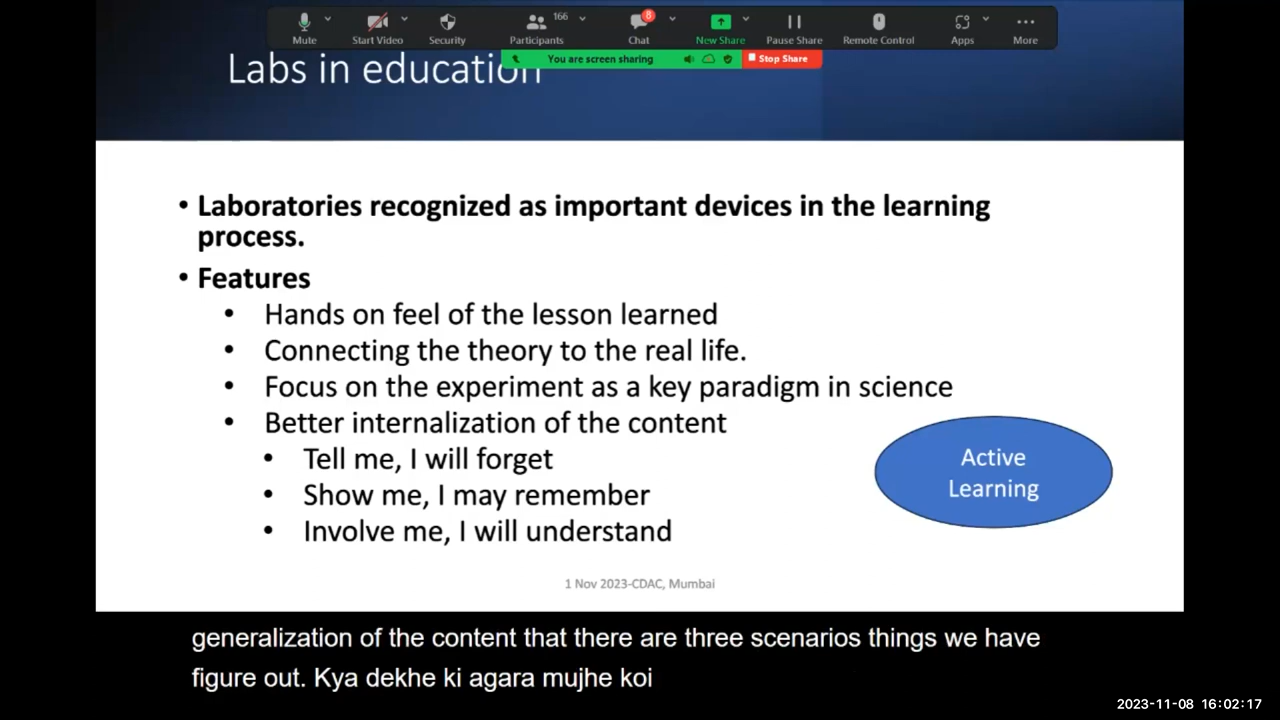 Mute
Start Video
Security
Participants
166
Chat
8
New Share
Pause Share
Remote Control
Apps
More
You are screen sharing
Stop Share
Labs in education
• Laboratories recognized as important devices in the learning
process.
• Features
• Hands on feel of the lesson learned
• Connecting the theory to the real life.
• Focus on the experiment as a key paradigm in science
• Better internalization of the content
• Tell me, I will forget
• Show me, I may remember
• Involve me, I will understand
Active
Learning
1 Nov 2023-CDAC, Mumbai
generalization of the content that there are three scenarios things we have
figure out. Kya dekhe ki agara mujhe koi
2023-11-08 16:02:17